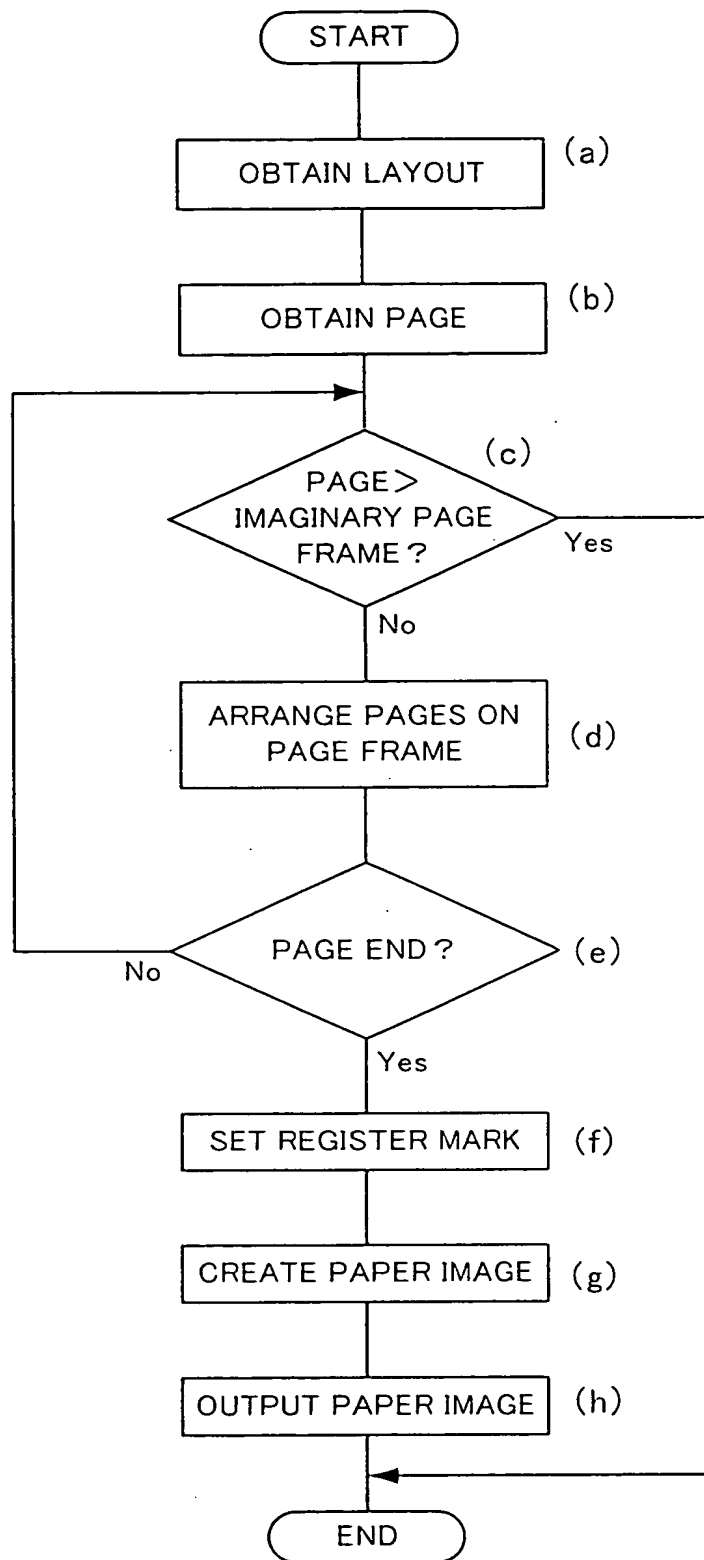 START
OBTAIN LAYOUT
(a)
OBTAIN PAGE
(b)
PAGE>
IMAGINARY PAGE
FRAME?
(c)
Yes
No
ARRANGE PAGES ON
PAGE FRAME
(d)
PAGE END?
(e)
No
Yes
SET REGISTER MARK
(f)
CREATE PAPER IMAGE
(g)
OUTPUT PAPER IMAGE
(h)
END